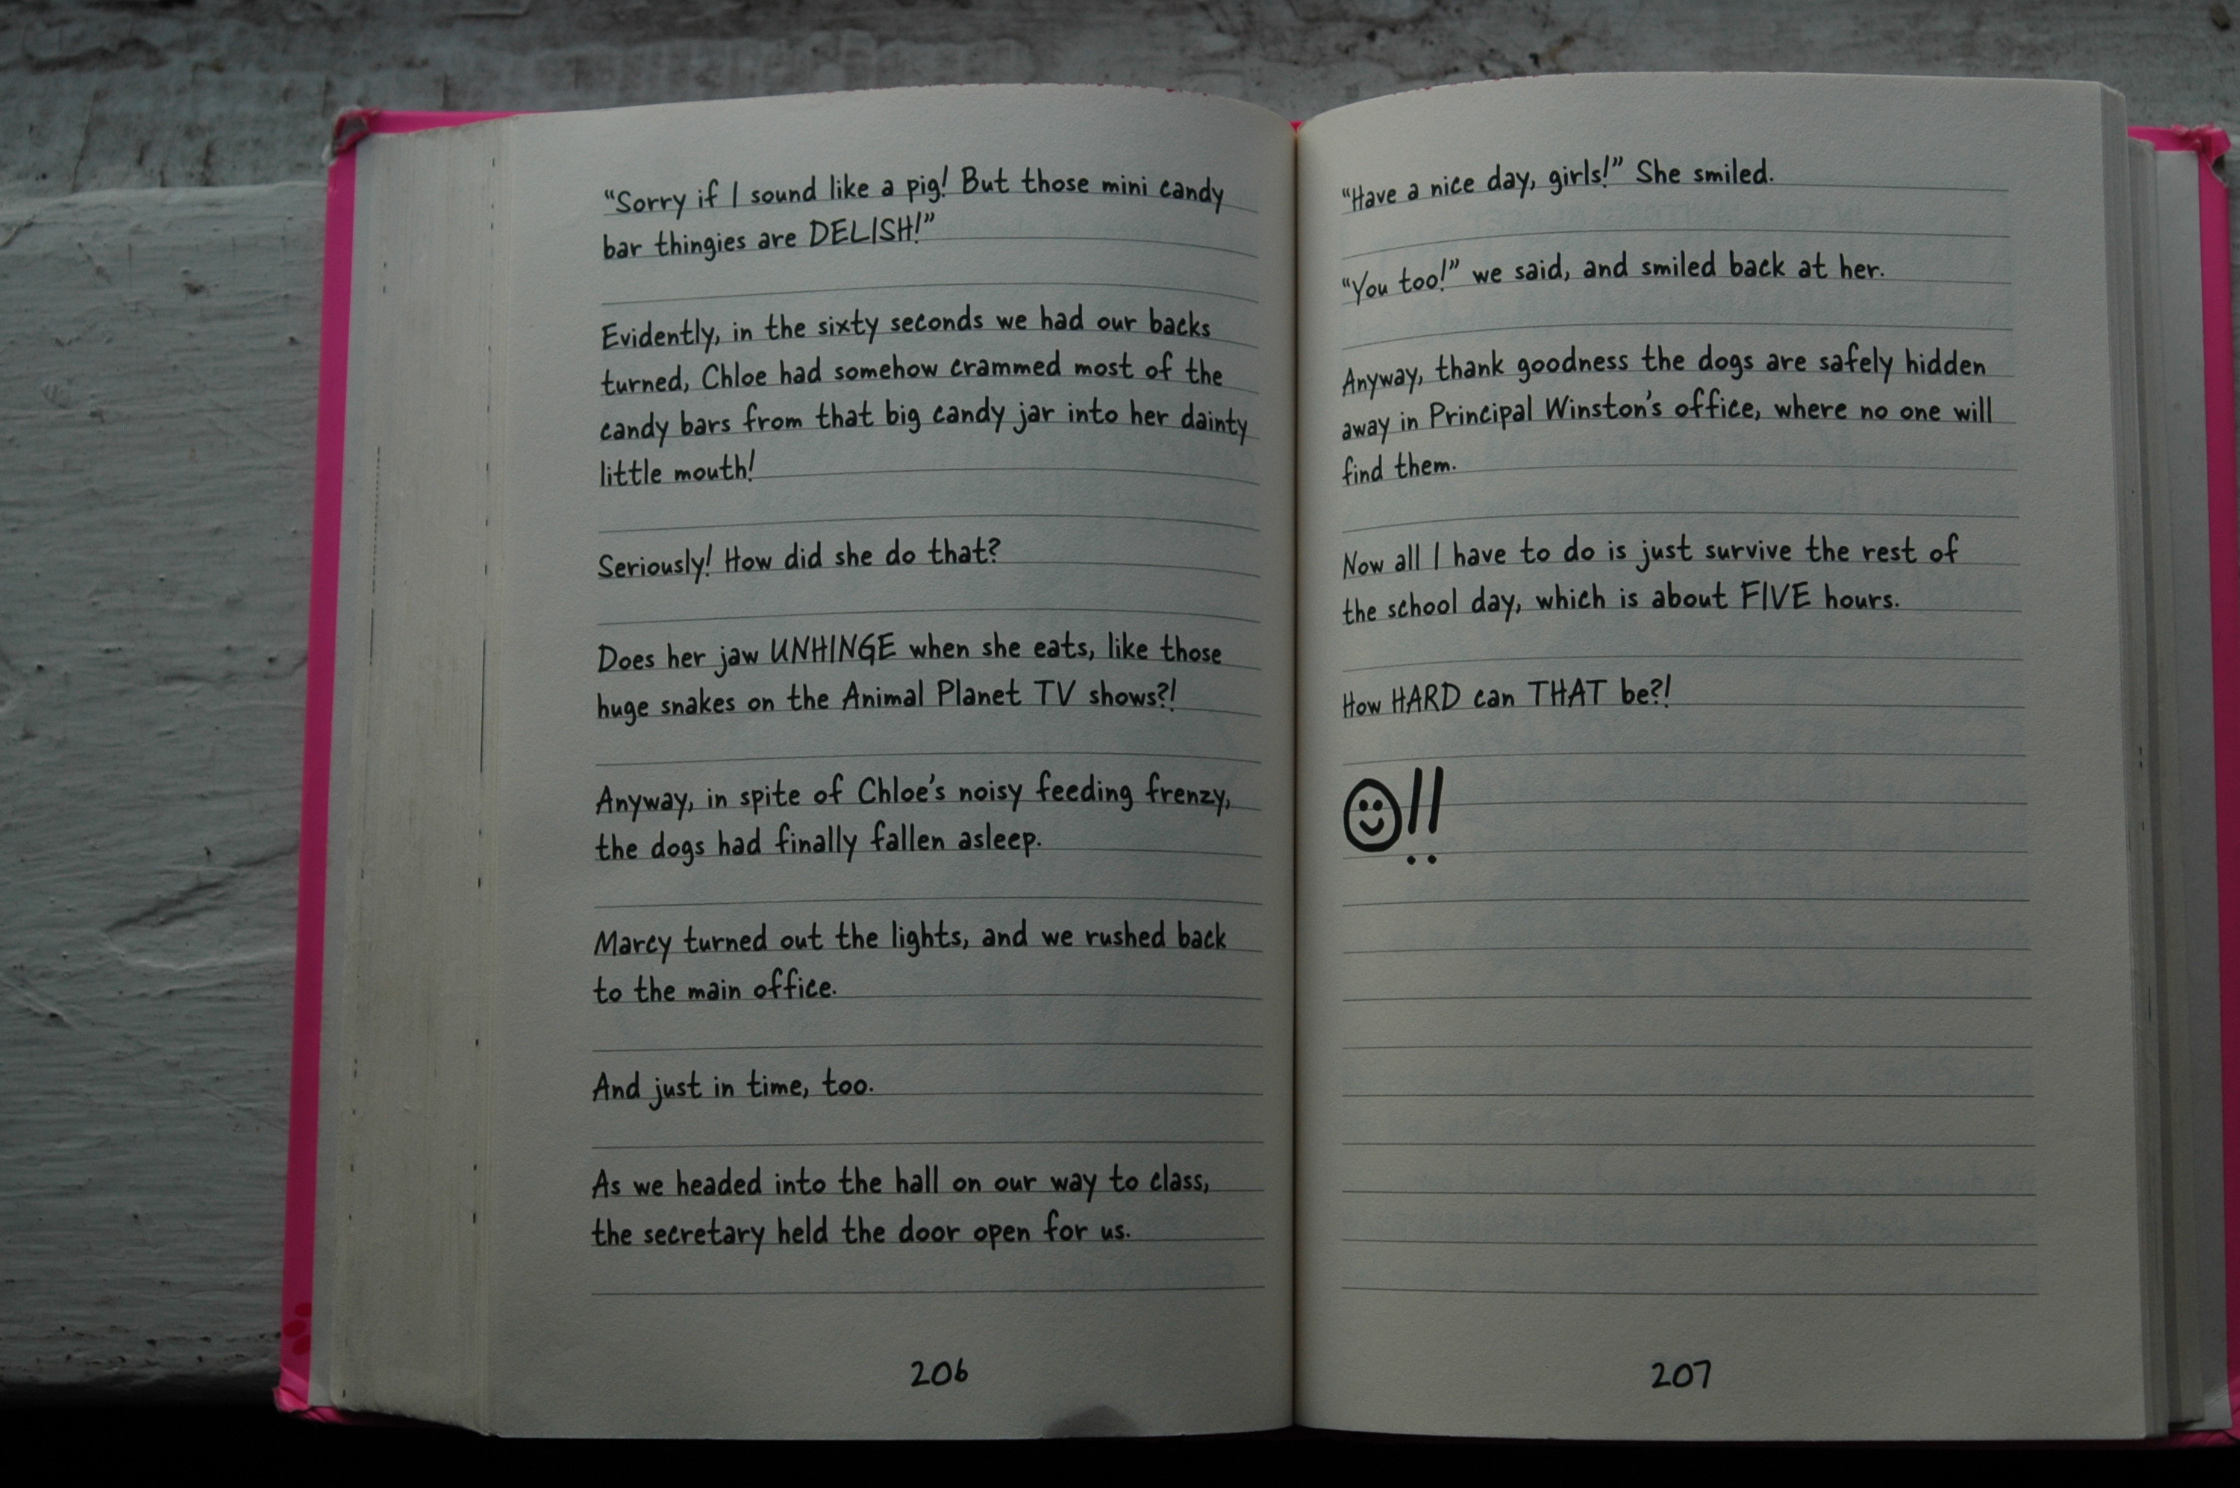 “Sorry if I sound like a pig! But those mini candy
bar thingies are DELISH!”
Evidently, in the sixty seconds we had our backs
turned, Chloe had somehow crammed most of the
candy bars from that big candy jar into her dainty
little mouth!
Seriously! How did she do that?
Does her jaw UNHINGE when she eats, like those
huge snakes on the Animal Planet TV shows?!
Anyway, in spite of Chloe’s noisy feeding frenzy,
the dogs had finally fallen asleep.
Marcy turned out the lights, and we rushed back
to the main office.
And just in time, too.
As we headed into the hall on our way to class,
the secretary held the door open for us.
206
“Have a nice day, girls!” She smiled.
“You too!” we said, and smiled back at her.
Anyway, thank goodness the dogs are safely hidden
away in Principal Winston’s office, where no one will
find them.
Now all I have to do is just survive the rest of
the school day, which is about FIVE hours.
How HARD can THAT be?!
☺!!
207